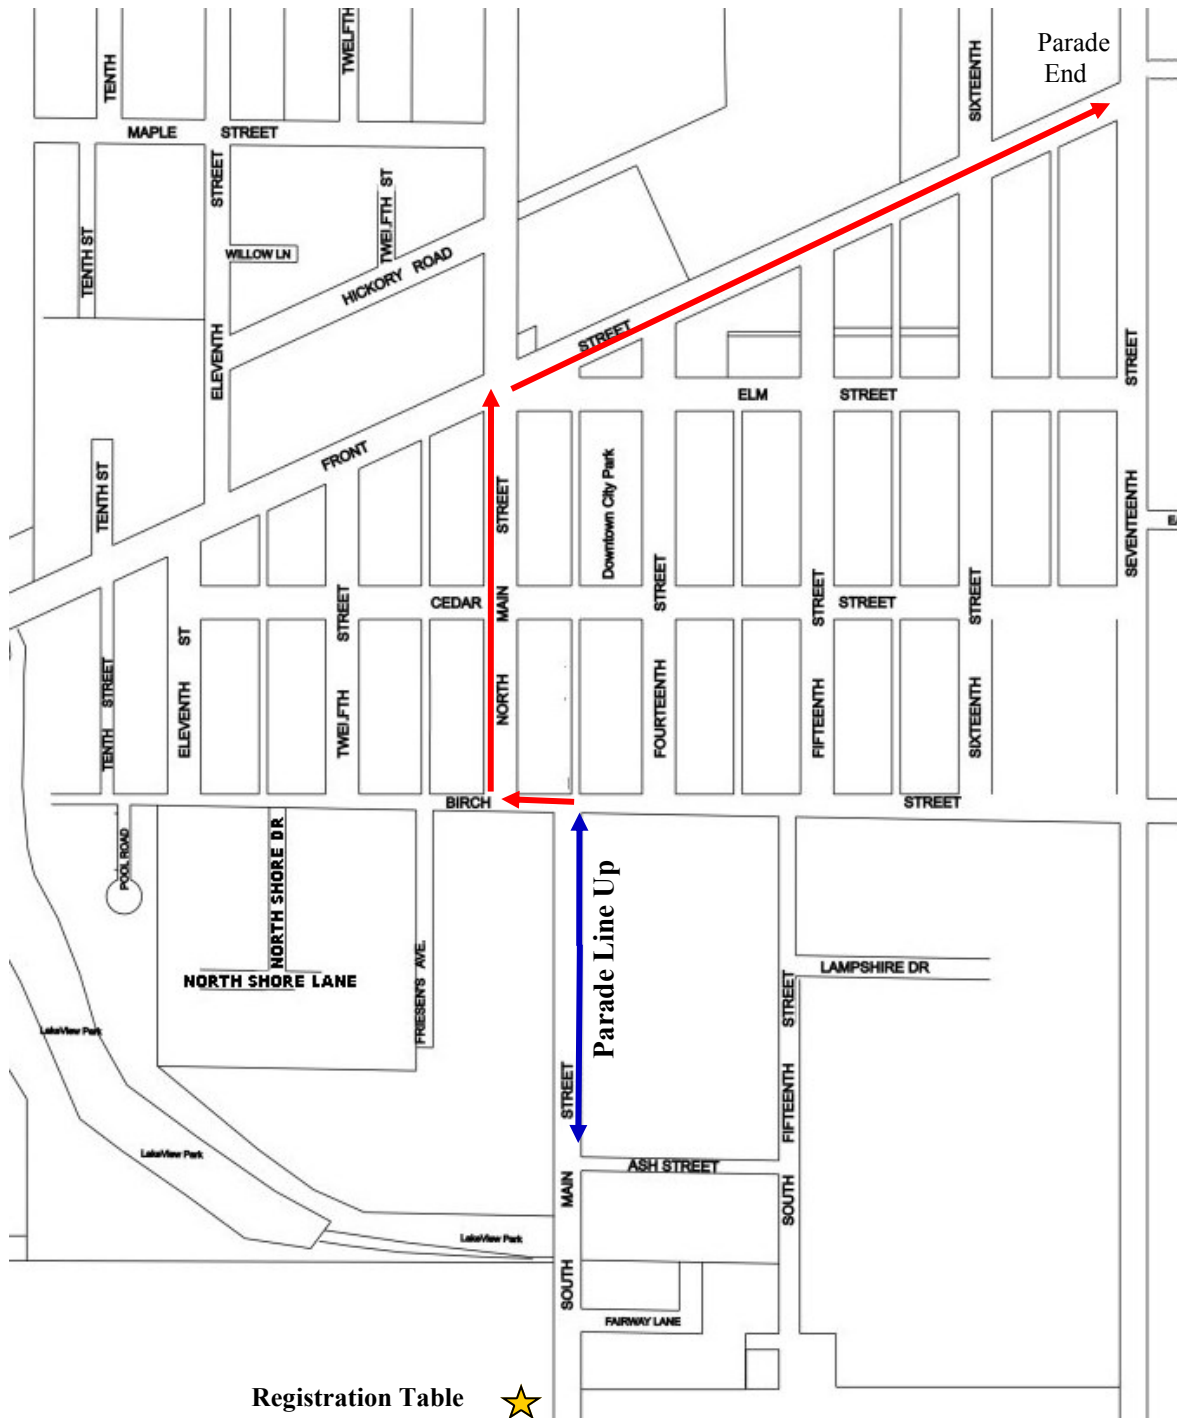 Parade
End
TENTH
TWELFTH
SIXTEENTH
MAPLE STREET
STREET
TWELFTH ST
TENTH ST
WILLOW LN
HICKORY ROAD
ELEVENTH
STREET
STREET
ELM STREET
FRONT
TENTH ST
STREET
Downtown City Park
SEVENTEENTH
STREET
STREET
STREET
STREET
CEDAR
MAIN
STREET
STREET
ST
TENTH STREET
ELEVENTH
TWELFTH
NORTH
FOURTEENTH
FIFTEENTH
SIXTEENTH
BIRCH
STREET
POOL ROAD
NORTH SHORE DR
Parade Line Up
FRIESEN'S AVE.
NORTH SHORE LANE
LAMPSHIRE DR
STREET
LakeView Park
STREET
FIFTEENTH
LakeView Park
ASH STREET
MAIN
SOUTH
LakeView Park
SOUTH
FAIRWAY LANE
Registration Table